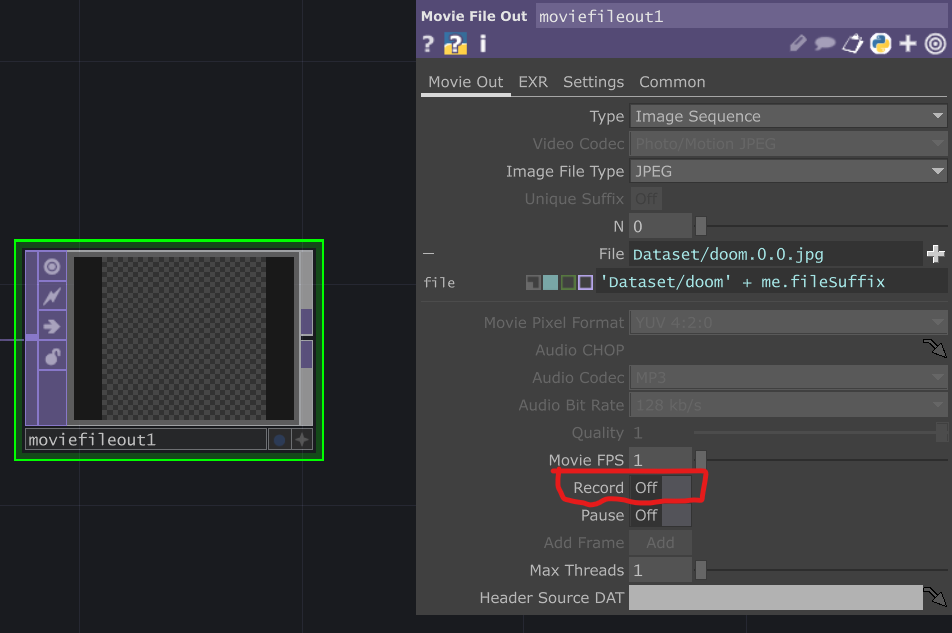 Movie File Out moviefileout1
? ? i
Movie Out EXR Settings Common
Type Image Sequence
Video Codec Photo/Motion JPEG
Image File Type JPEG
Unique Suffix Off
N 0
File Dataset/doom.0.0.jpg
file 'Dataset/doom' + me.fileSuffix
Movie Pixel Format YUV 4:2:0
Audio CHOP
Audio Codec MP3
Audio Bit Rate 128 kb/s
Quality 1
Movie FPS 1
Record Off
Pause Off
Add Frame Add
Max Threads 1
Header Source DAT
moviefileout1